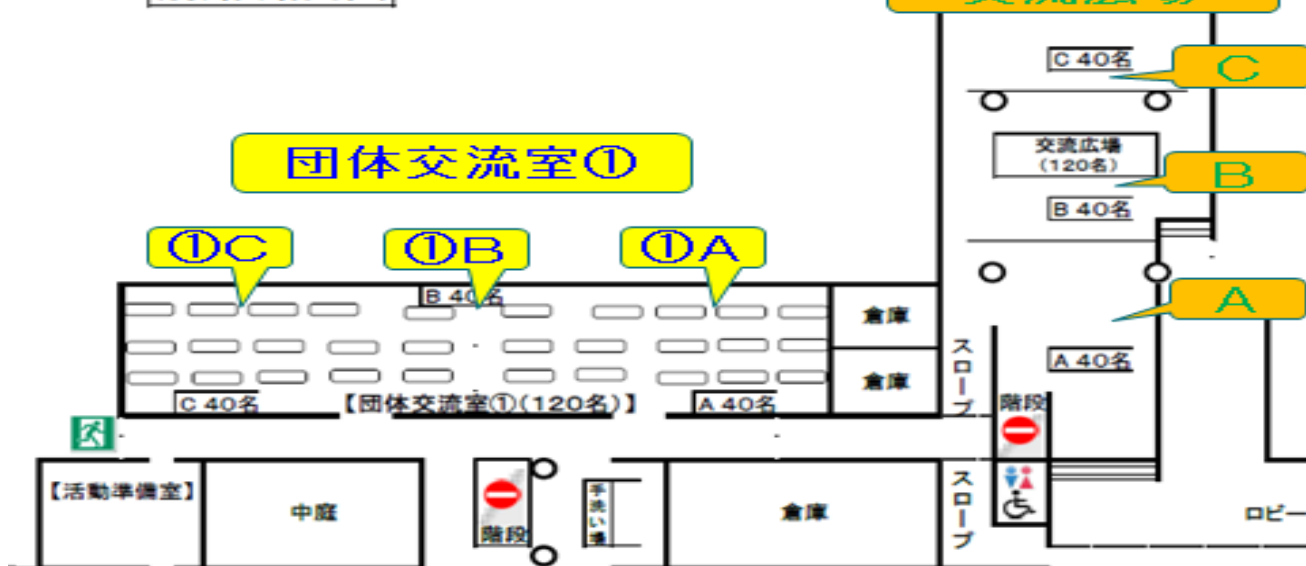 交流広場
C 40名
C
団体交流室①
交流広場
(120名)
B
B 40名
①C
①B
①A
B 40名
倉庫
A
倉庫
スロープ
A 40名
C 40名
【団体交流室①(120名)】
A 40名
階段
【活動準備室】
中庭
階段
手洗い場
倉庫
スロープ
ロビー